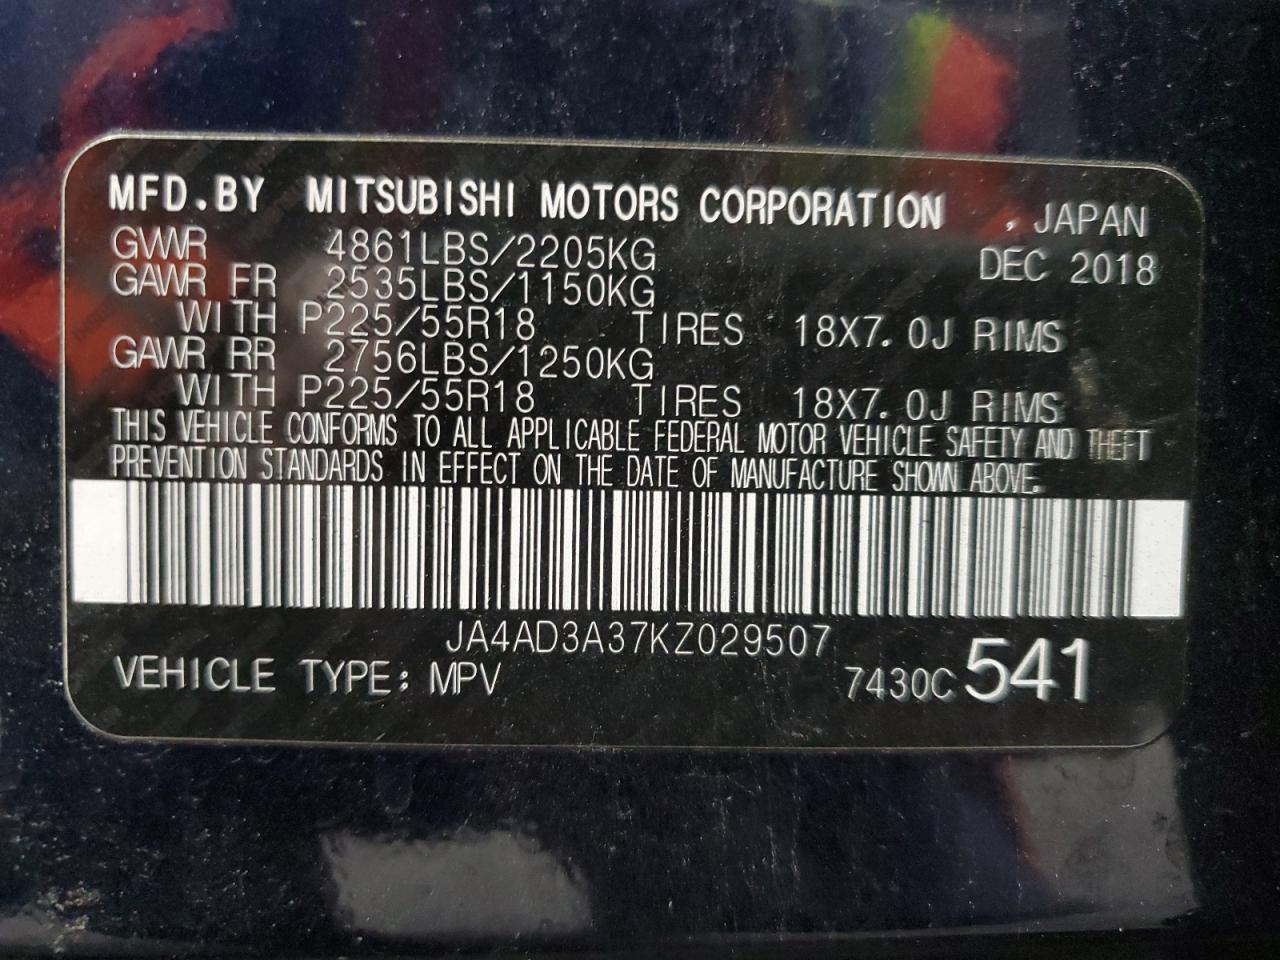 MFD.BY MITSUBISHI MOTORS CORPORATION , JAPAN
GVWR 4861LBS/2205KG DEC 2018
GAWR FR 2535LBS/1150KG
WITH P225/55R18 TIRES 18X7.0J RIMS
GAWR RR 2756LBS/1250KG
WITH P225/55R18 TIRES 18X7.0J RIMS
THIS VEHICLE CONFORMS TO ALL APPLICABLE FEDERAL MOTOR VEHICLE SAFETY AND THEFT
PREVENTION STANDARDS IN EFFECT ON THE DATE OF MANUFACTURE SHOWN ABOVE.
JA4AD3A37KZ029507
VEHICLE TYPE: MPV 7430C 541